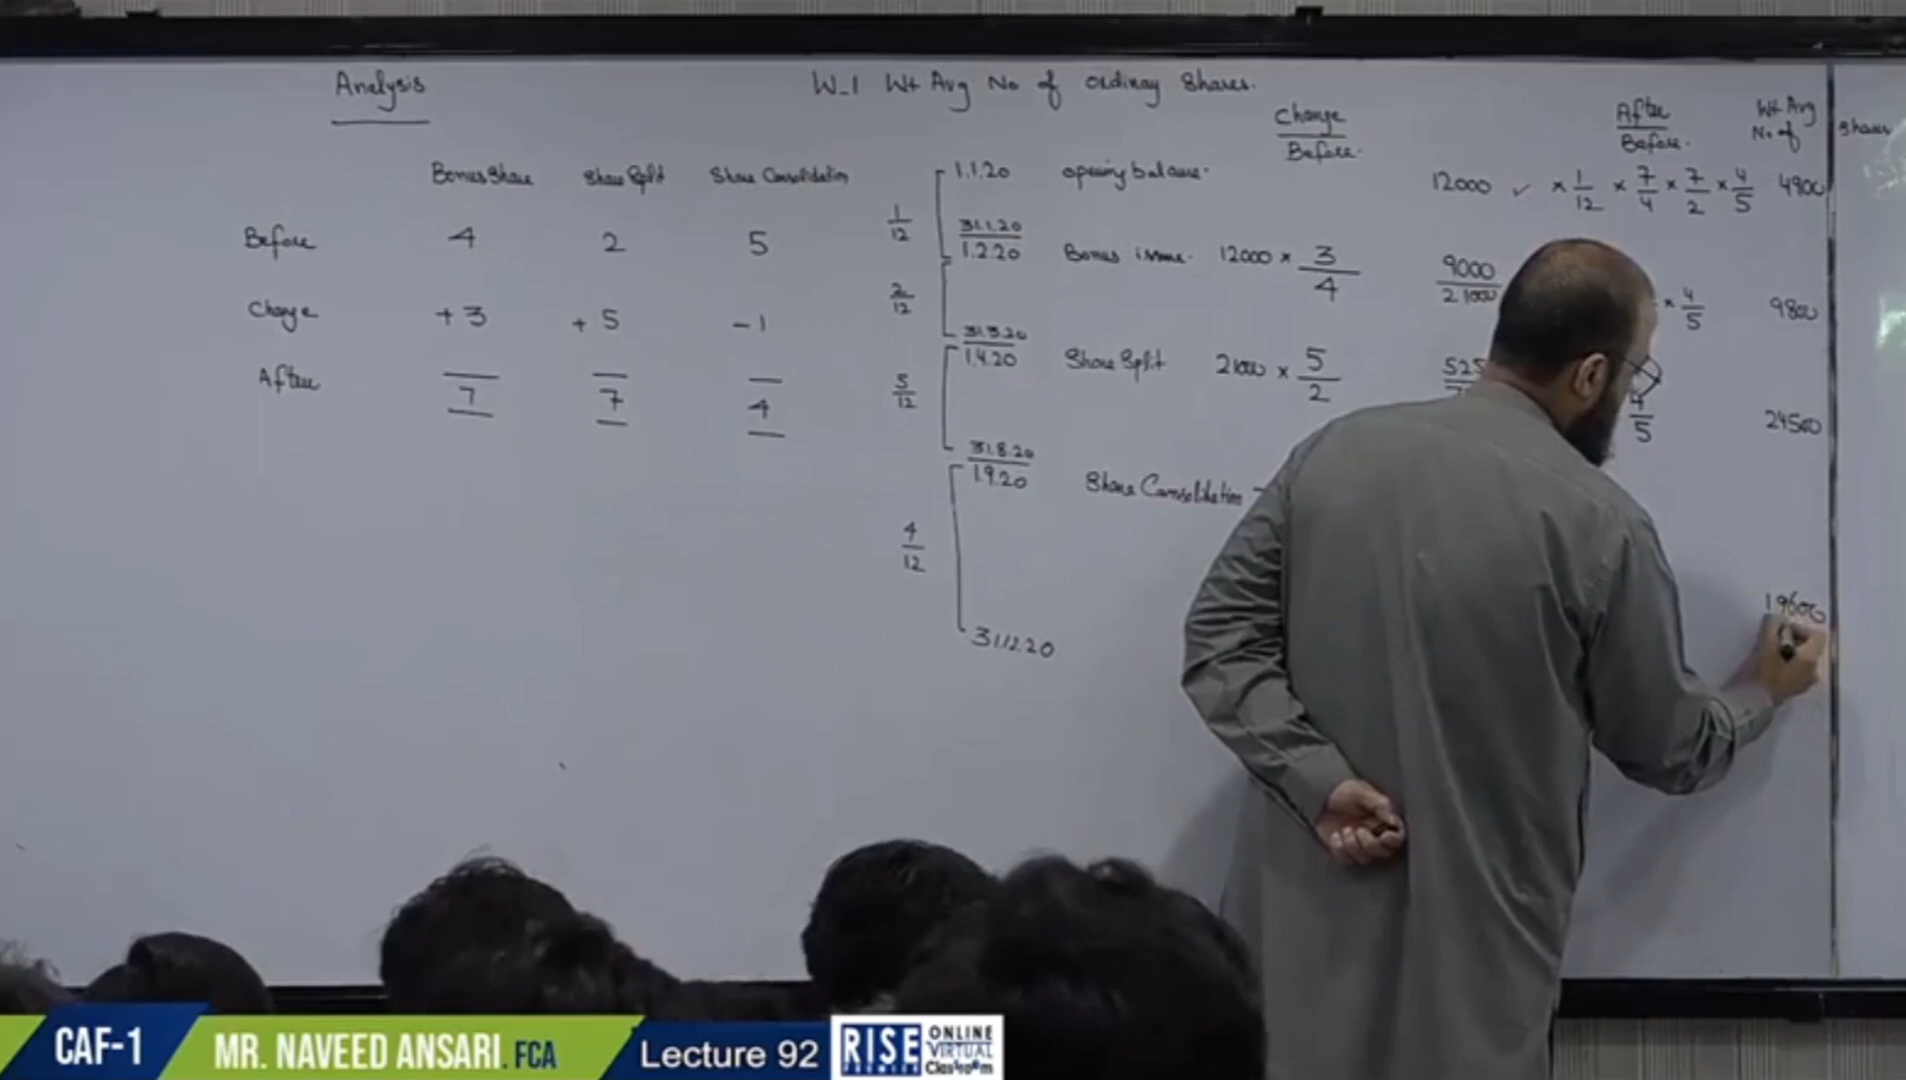 Analysis
Bonus Share Share Split Share Consolidation
Before 4 2 5
Change +3 +5 -1
After 7 7 4
W-1 Wt Avg No of ordinary Shares.
Change
Before.
After
Before.
Wt Avg
No of Shares
1.1.20 opening balance. 12000 ✓ × 1/12 × 7/4 × 7/2 × 4/5 4900
1/12
31.1.20
1.2.20 Bonus issue. 12000 × 3/4 9000
21000 × 4/5 9800
2/12
31.3.20
1.4.20 Share Split 21000 × 5/2 525
4/5 24500
5/12
31.8.20
1.9.20 Share Consolidation
4/12
19600
31.12.20
CAF-1
MR. NAVEED ANSARI. FCA
Lecture 92
RISE
PREMIER
ONLINE
VIRTUAL
Classroom